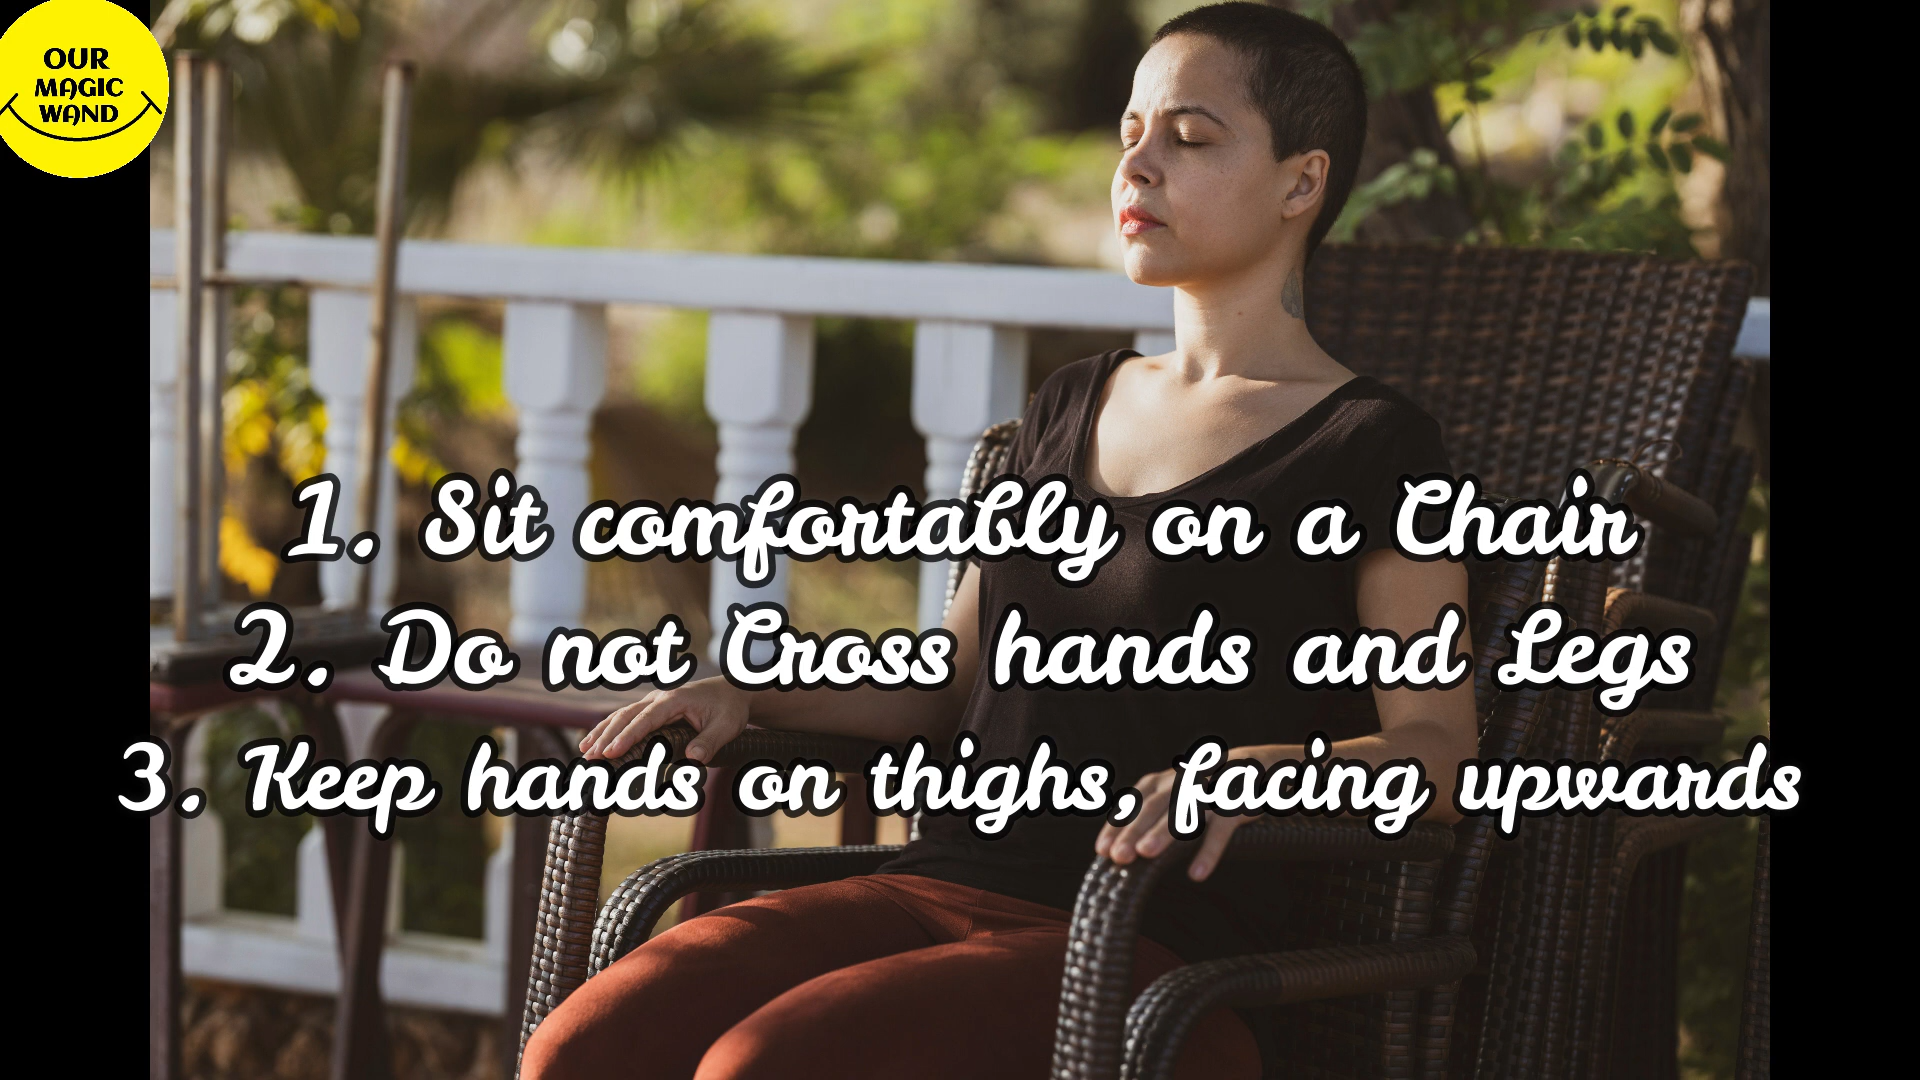 OUR
MAGIC
WAND
1. Sit comfortably on a Chair
2. Do not Cross hands and Legs
3. Keep hands on thighs, facing upwards